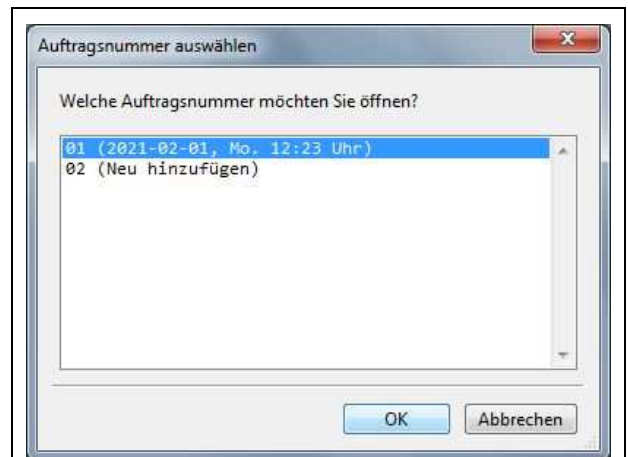 Auftragsnummer auswählen
Welche Auftragsnummer möchten Sie öffnen?
01 (2021-02-01, Mo. 12:23 Uhr)
02 (Neu hinzufügen)
OK
Abbrechen